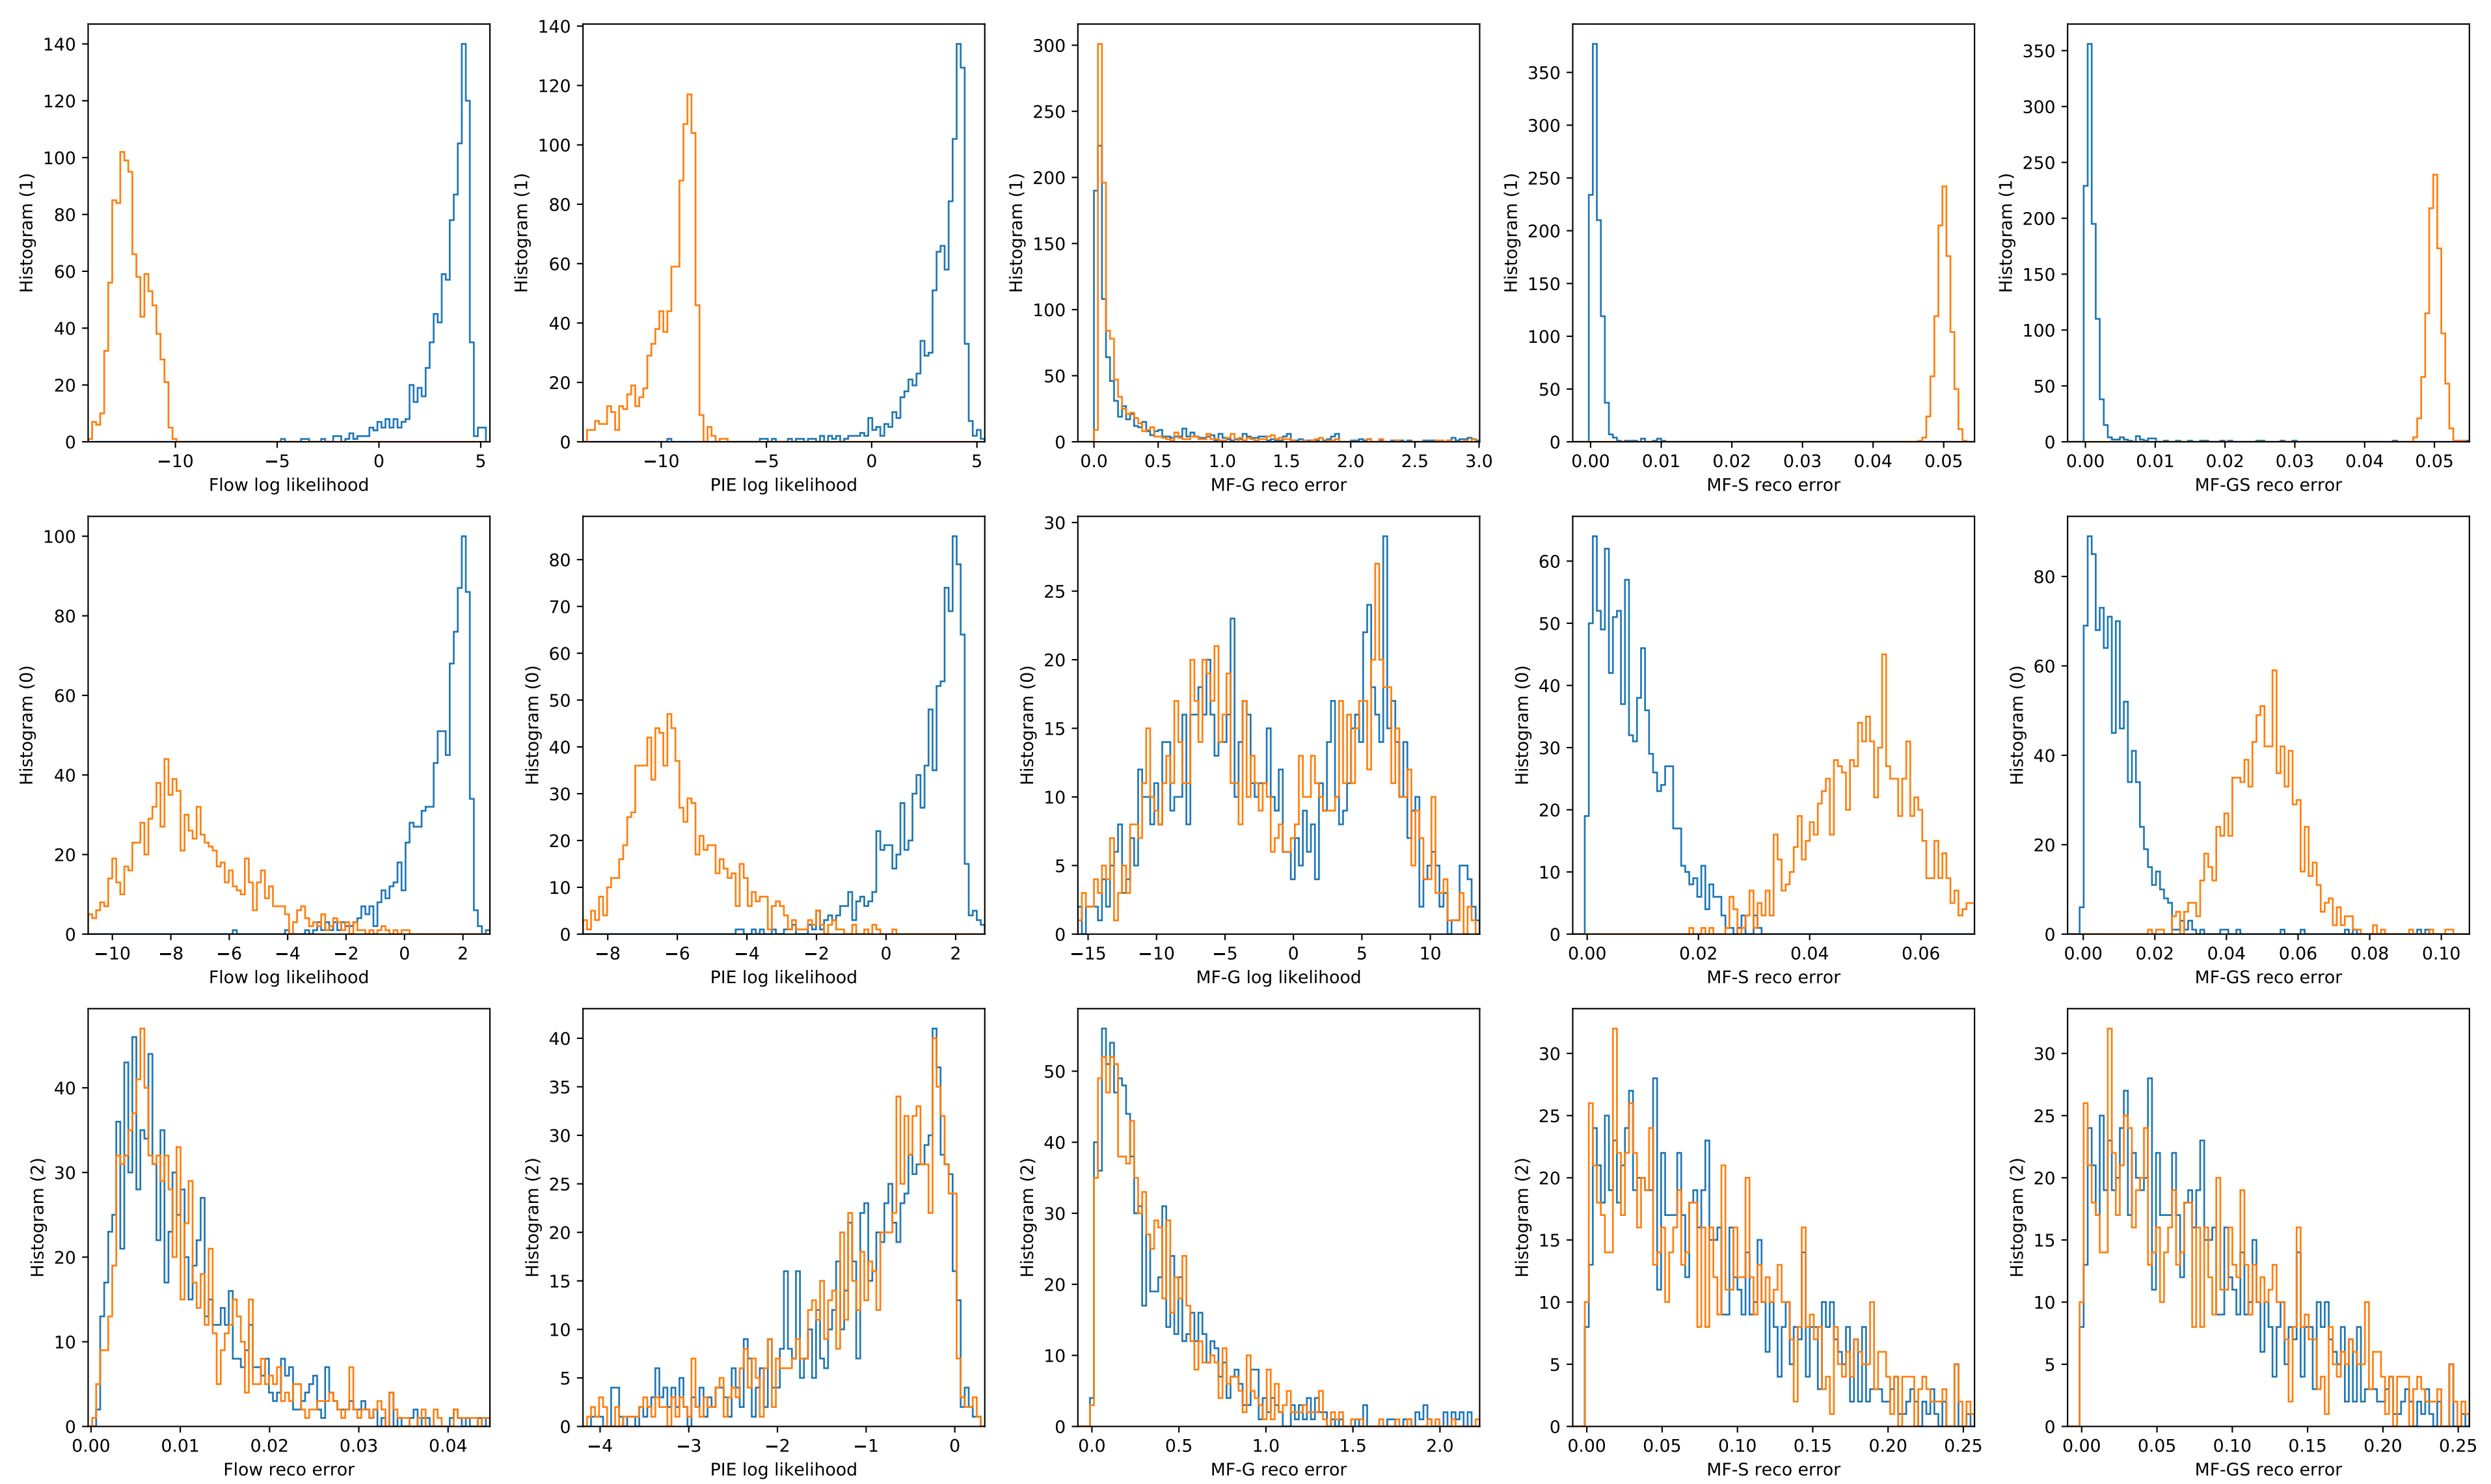 Histogram (1)
140
120
100
80
60
40
20
0
−10 −5 0 5
Flow log likelihood
Histogram (1)
140
120
100
80
60
40
20
0
−10 −5 0 5
PIE log likelihood
Histogram (1)
300
250
200
150
100
50
0
0.0 0.5 1.0 1.5 2.0 2.5 3.0
MF-G reco error
Histogram (1)
350
300
250
200
150
100
50
0
0.00 0.01 0.02 0.03 0.04 0.05
MF-S reco error
Histogram (1)
350
300
250
200
150
100
50
0
0.00 0.01 0.02 0.03 0.04 0.05
MF-GS reco error
Histogram (0)
100
80
60
40
20
0
−10 −8 −6 −4 −2 0 2
Flow log likelihood
Histogram (0)
80
70
60
50
40
30
20
10
0
−8 −6 −4 −2 0 2
PIE log likelihood
Histogram (0)
30
25
20
15
10
5
0
−15 −10 −5 0 5 10
MF-G log likelihood
Histogram (0)
60
50
40
30
20
10
0
0.00 0.02 0.04 0.06
MF-S reco error
Histogram (0)
80
60
40
20
0
0.00 0.02 0.04 0.06 0.08 0.10
MF-GS reco error
Histogram (2)
40
30
20
10
0
0.00 0.01 0.02 0.03 0.04
Flow reco error
Histogram (2)
40
35
30
25
20
15
10
5
0
−4 −3 −2 −1 0
PIE log likelihood
Histogram (2)
50
40
30
20
10
0
0.0 0.5 1.0 1.5 2.0
MF-G reco error
Histogram (2)
30
25
20
15
10
5
0
0.00 0.05 0.10 0.15 0.20 0.25
MF-S reco error
Histogram (2)
30
25
20
15
10
5
0
0.00 0.05 0.10 0.15 0.20 0.25
MF-GS reco error